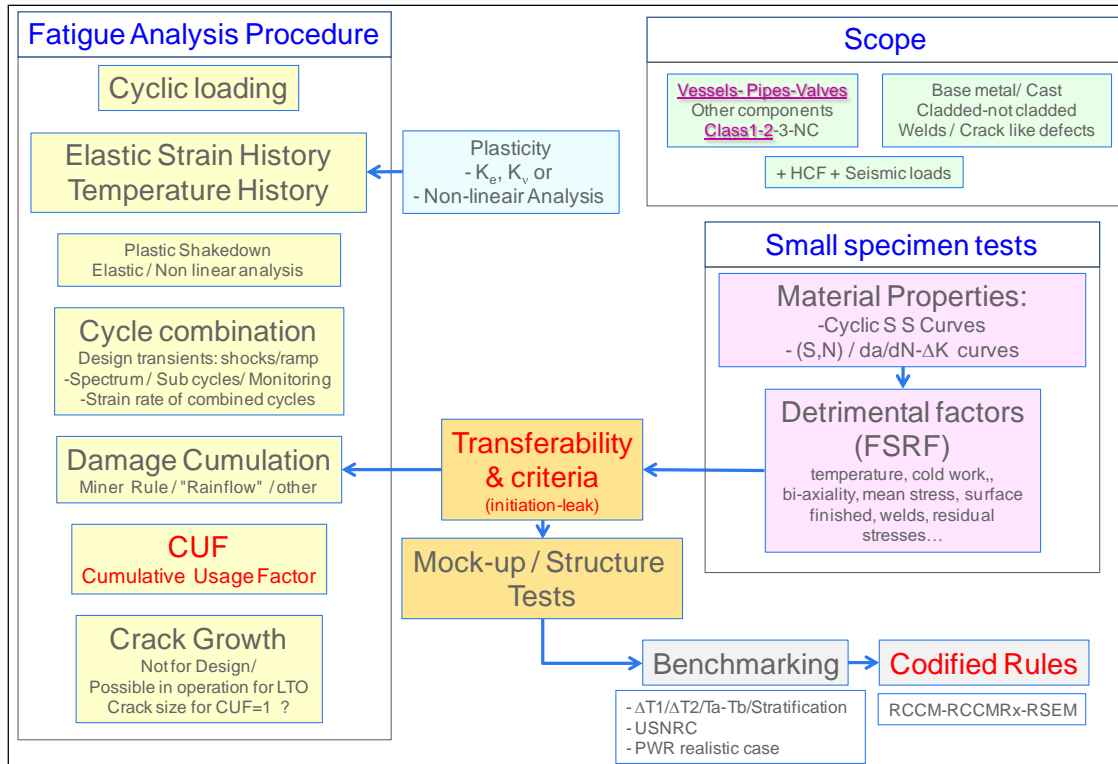 Fatigue Analysis Procedure
Cyclic loading
Elastic Strain History
Temperature History
Plastic Shakedown
Elastic / Non linear analysis
Cycle combination
Design transients: shocks/ramp
-Spectrum / Sub cycles/ Monitoring
-Strain rate of combined cycles
Damage Cumulation
Miner Rule / "Rainflow" / other
CUF
Cumulative Usage Factor
Crack Growth
Not for Design/
Possible in operation for LTO
Crack size for CUF=1 ?
Plasticity
- Ke, Kν or
- Non-lineair Analysis
Scope
Vessels- Pipes-Valves
Other components
Class1-2-3-NC
Base metal/ Cast
Cladded-not cladded
Welds / Crack like defects
+ HCF + Seismic loads
Small specimen tests
Material Properties:
-Cyclic S S Curves
- (S,N) / da/dN-ΔK curves
Detrimental factors
(FSRF)
temperature, cold work,,
bi-axiality, mean stress, surface
finished, welds, residual
stresses…
Transferability
& criteria
(initiation-leak)
Mock-up / Structure
Tests
Benchmarking
- ΔT1/ΔT2/Ta-Tb/Stratification
- USNRC
- PWR realistic case
Codified Rules
RCCM-RCCMRx-RSEM